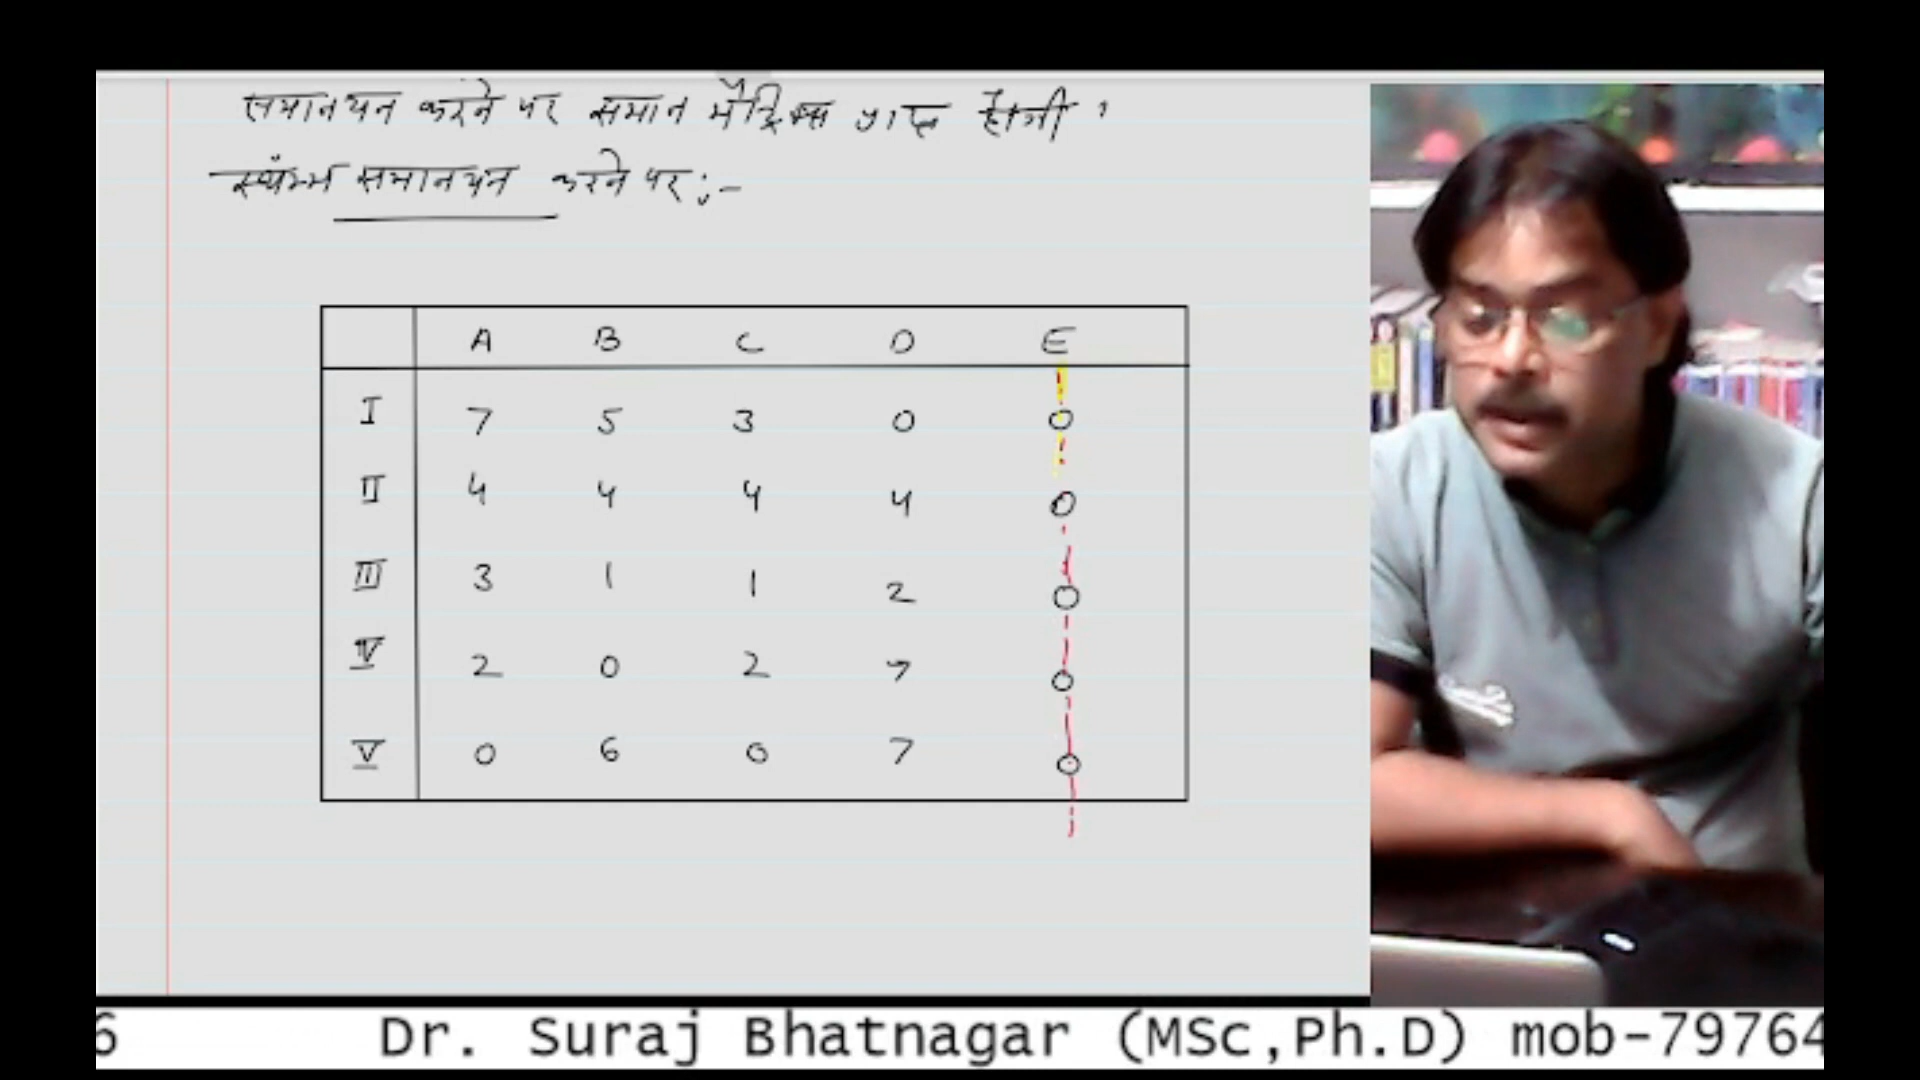 समानयन करने पर समान मैट्रिक्स प्राप्त होगी।
स्तंम्भ समानयन करने पर:-
A B C D E
I 7 5 3 0 0
II 4 4 4 4 0
III 3 1 1 2 0
IV 2 0 2 7 0
V 0 6 0 7 0
6 Dr. Suraj Bhatnagar (MSc,Ph.D) mob-79764